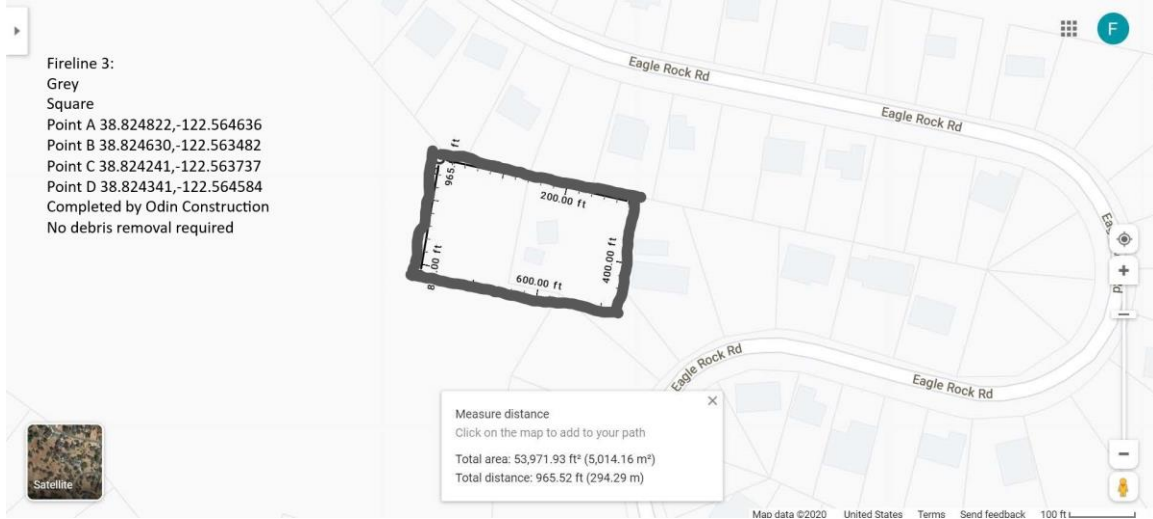 Fireline 3:
Grey
Square
Point A 38.824822,-122.564636
Point B 38.824630,-122.563482
Point C 38.824241,-122.563737
Point D 38.824341,-122.564584
Completed by Odin Construction
No debris removal required
F
Eagle Rock Rd
Eagle Rock Rd
200.00 ft
400.00 ft
600.00 ft
Eagle Rock Rd
Eagle Rock Rd
Measure distance
Click on the map to add to your path
Total area: 53,971.93 ft² (5,014.16 m²)
Total distance: 965.52 ft (294.29 m)
Satellite
Map data ©2020 United States Terms Send feedback 100 ft